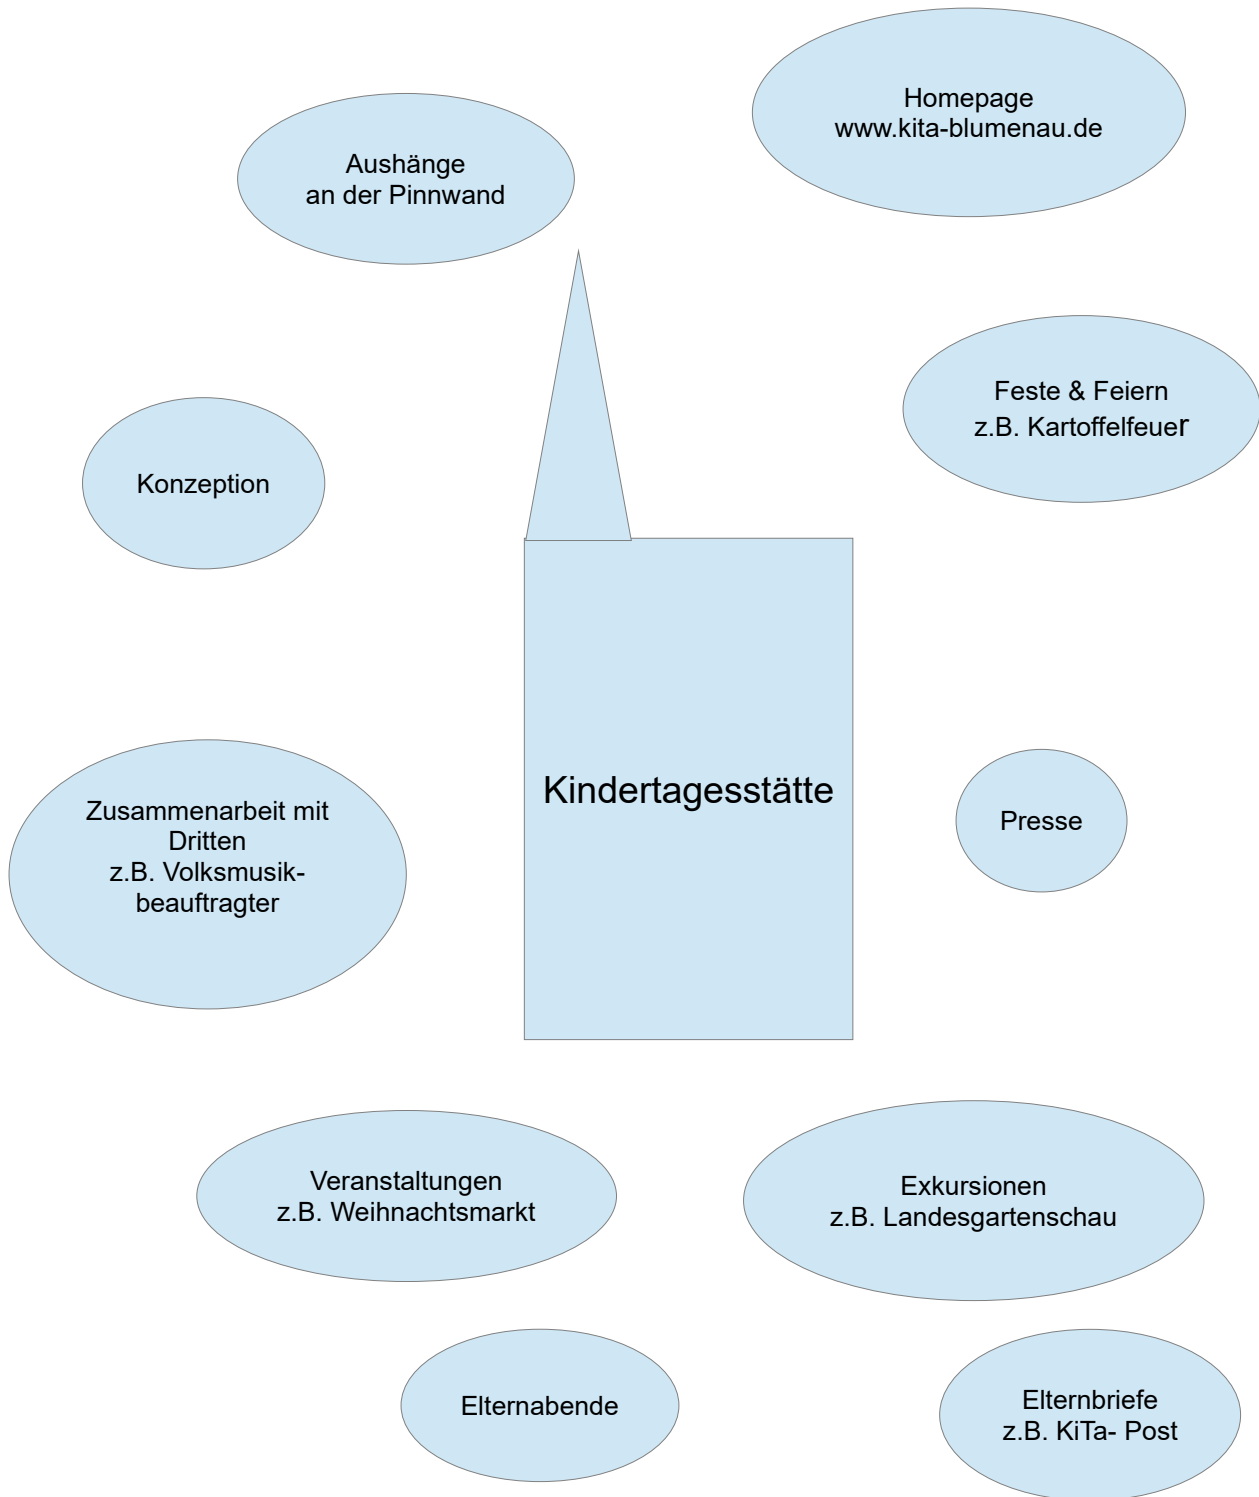 Homepage
www.kita-blumenau.de
Aushänge
an der Pinnwand
Feste & Feiern
z.B. Kartoffelfeuer
Konzeption
Kindertagesstätte
Zusammenarbeit mit
Dritten
z.B. Volksmusik-
beauftragter
Presse
Veranstaltungen
z.B. Weihnachtsmarkt
Exkursionen
z.B. Landesgartenschau
Elternabende
Elternbriefe
z.B. KiTa- Post